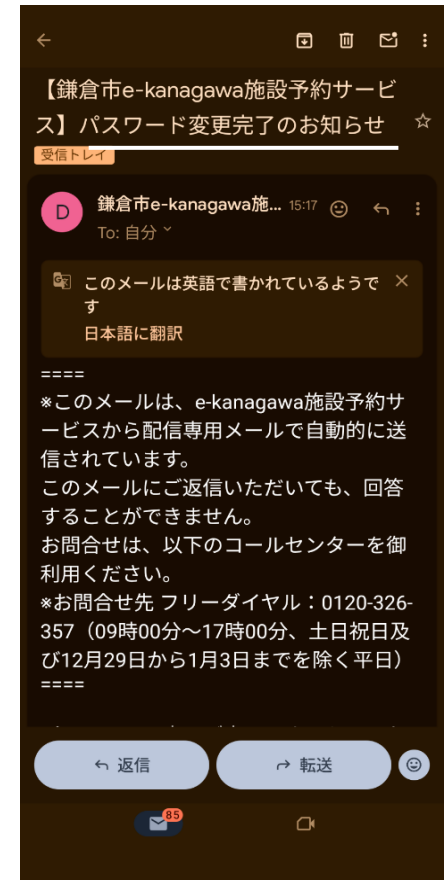 【鎌倉市e-kanagawa施設予約サービ
ス】パスワード変更完了のお知らせ
受信トレイ
D
鎌倉市e-kanagawa施... 15:17
To: 自分
このメールは英語で書かれているようで
す
日本語に翻訳
====
※このメールは、e-kanagawa施設予約サ
ービスから配信専用メールで自動的に送
信されています。
このメールにご返信いただいても、回答
することができません。
お問合せは、以下のコールセンターを御
利用ください。
※お問合せ先 フリーダイヤル：0120-326-
357（09時00分～17時00分、土日祝日及
び12月29日から1月3日までを除く平日）
====
返信
転送
85